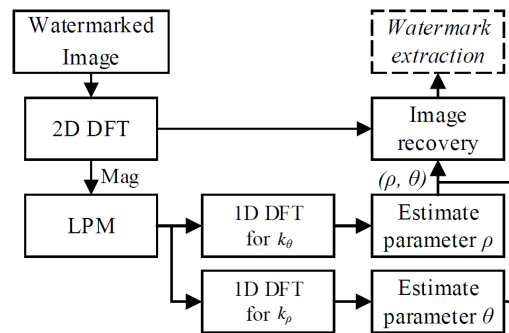 Watermarked
Image
Watermark
extraction
2D DFT
Image
recovery
Mag
(ρ, θ)
LPM
1D DFT
for kθ
Estimate
parameter ρ
1D DFT
for kρ
Estimate
parameter θ